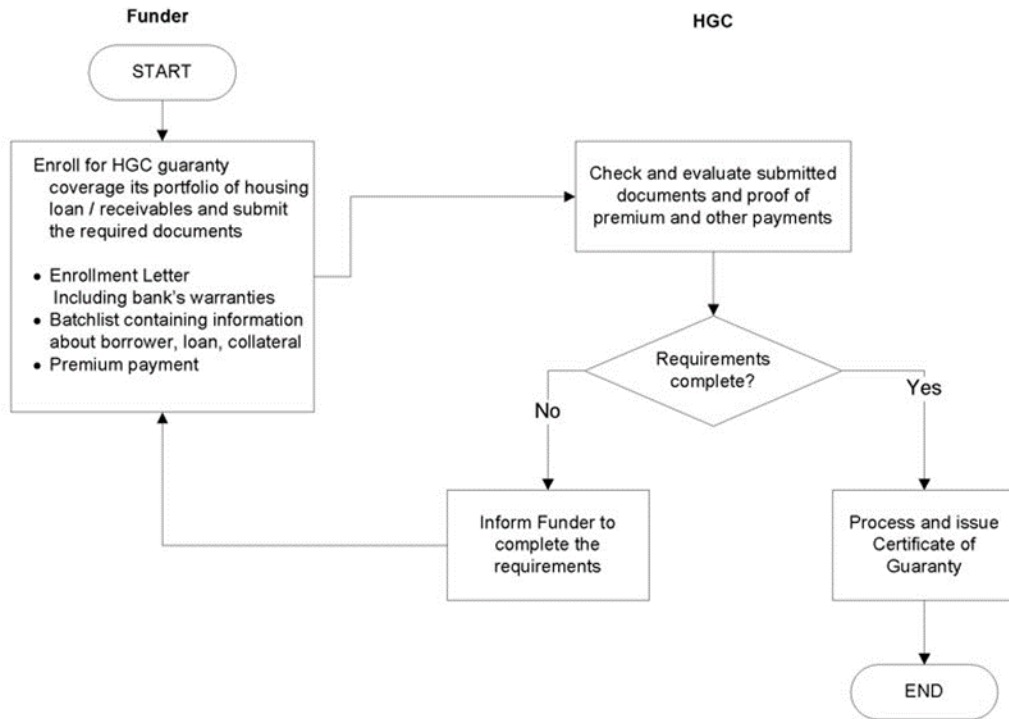 Funder
HGC
START
Enroll for HGC guaranty
coverage its portfolio of housing
loan / receivables and submit
the required documents
• Enrollment Letter
Including bank's warranties
• Batchlist containing information
about borrower, loan, collateral
• Premium payment
Check and evaluate submitted
documents and proof of
premium and other payments
Requirements
complete?
No
Yes
Inform Funder to
complete the
requirements
Process and issue
Certificate of
Guaranty
END